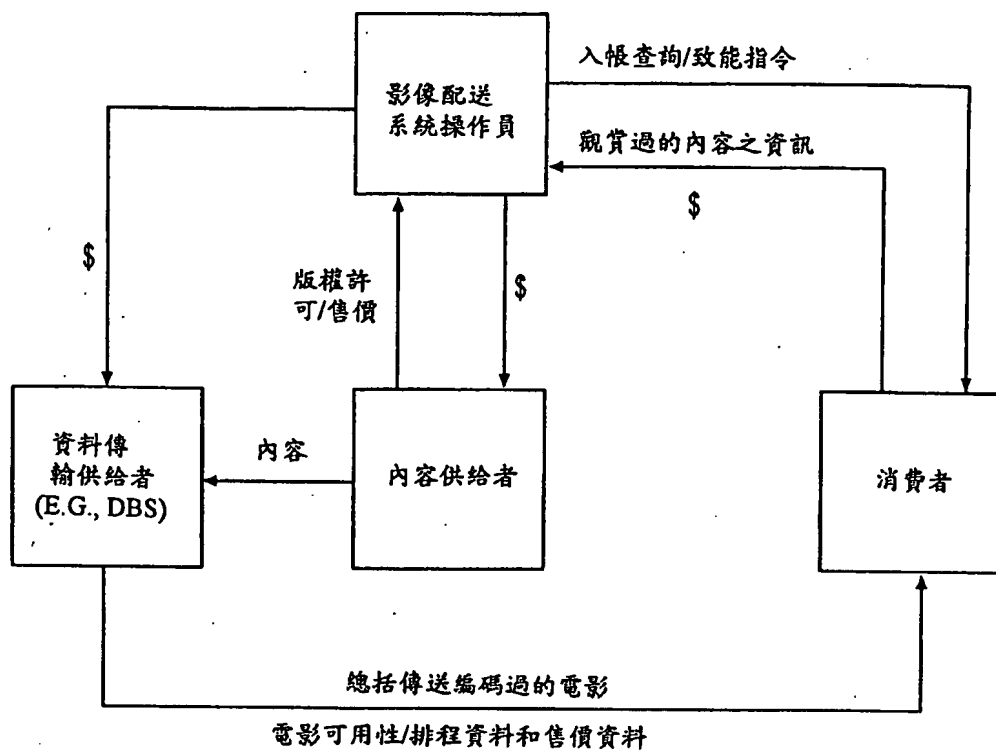 入帳查詢/致能指令
影像配送
系統操作員
觀賞過的內容之資訊
$
$
版權許
可/售價
$
資料傳
輸供給者
(E.G., DBS)
內容
內容供給者
消費者
總括傳送編碼過的電影
電影可用性/排程資料和售價資料